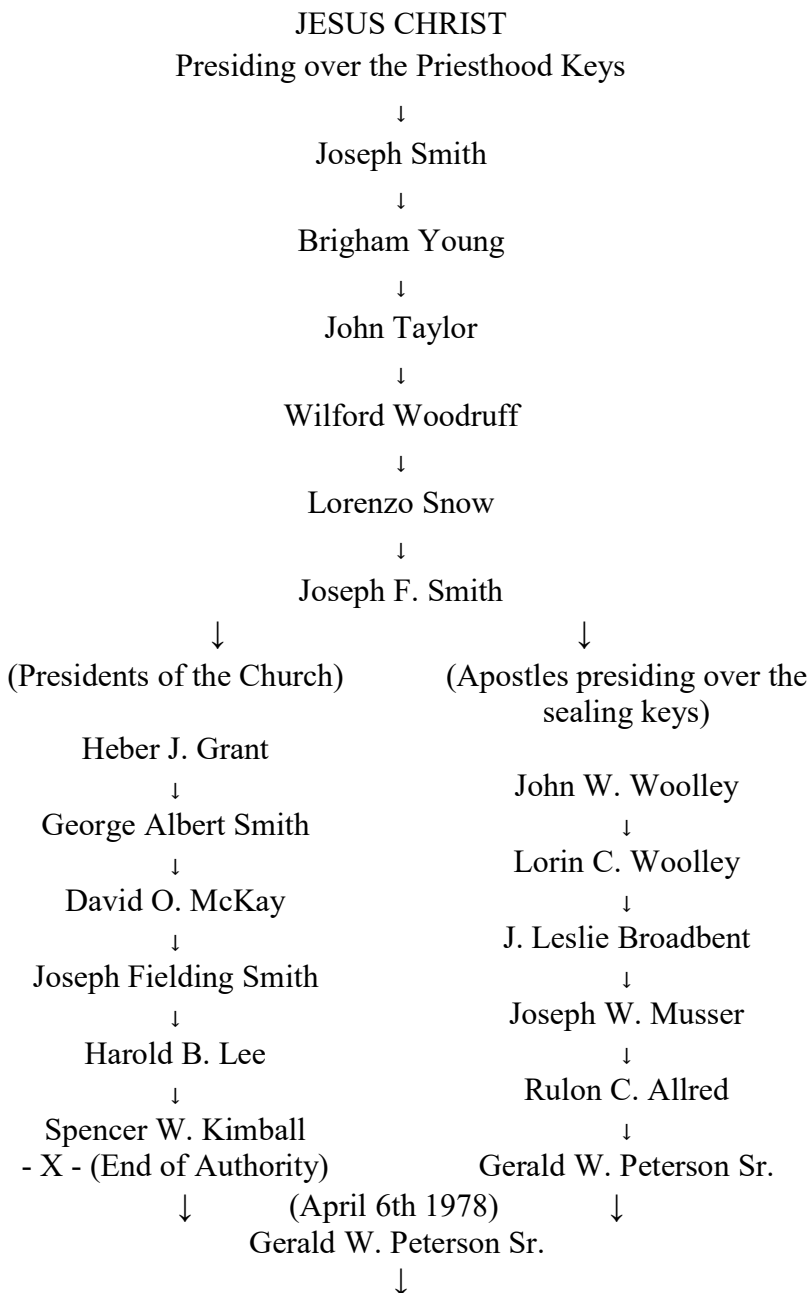 JESUS CHRIST
Presiding over the Priesthood Keys
↓
Joseph Smith
↓
Brigham Young
↓
John Taylor
↓
Wilford Woodruff
↓
Lorenzo Snow
↓
Joseph F. Smith
↓ ↓
(Presidents of the Church)
Heber J. Grant
↓
George Albert Smith
↓
David O. McKay
↓
Joseph Fielding Smith
↓
Harold B. Lee
↓
Spencer W. Kimball
- X - (End of Authority)
(Apostles presiding over the
sealing keys)
John W. Woolley
↓
Lorin C. Woolley
↓
J. Leslie Broadbent
↓
Joseph W. Musser
↓
Rulon C. Allred
↓
Gerald W. Peterson Sr.
↓ (April 6th 1978) ↓
Gerald W. Peterson Sr.
↓